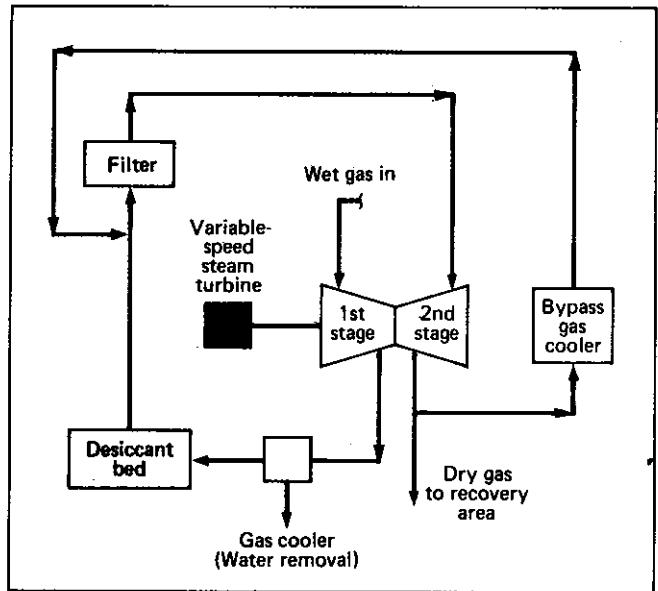 Filter
Wet gas in
Variable-
speed
steam
turbine
1st
stage
2nd
stage
Bypass
gas
cooler
Desiccant
bed
Gas cooler
(Water removal)
Dry gas
to recovery
area